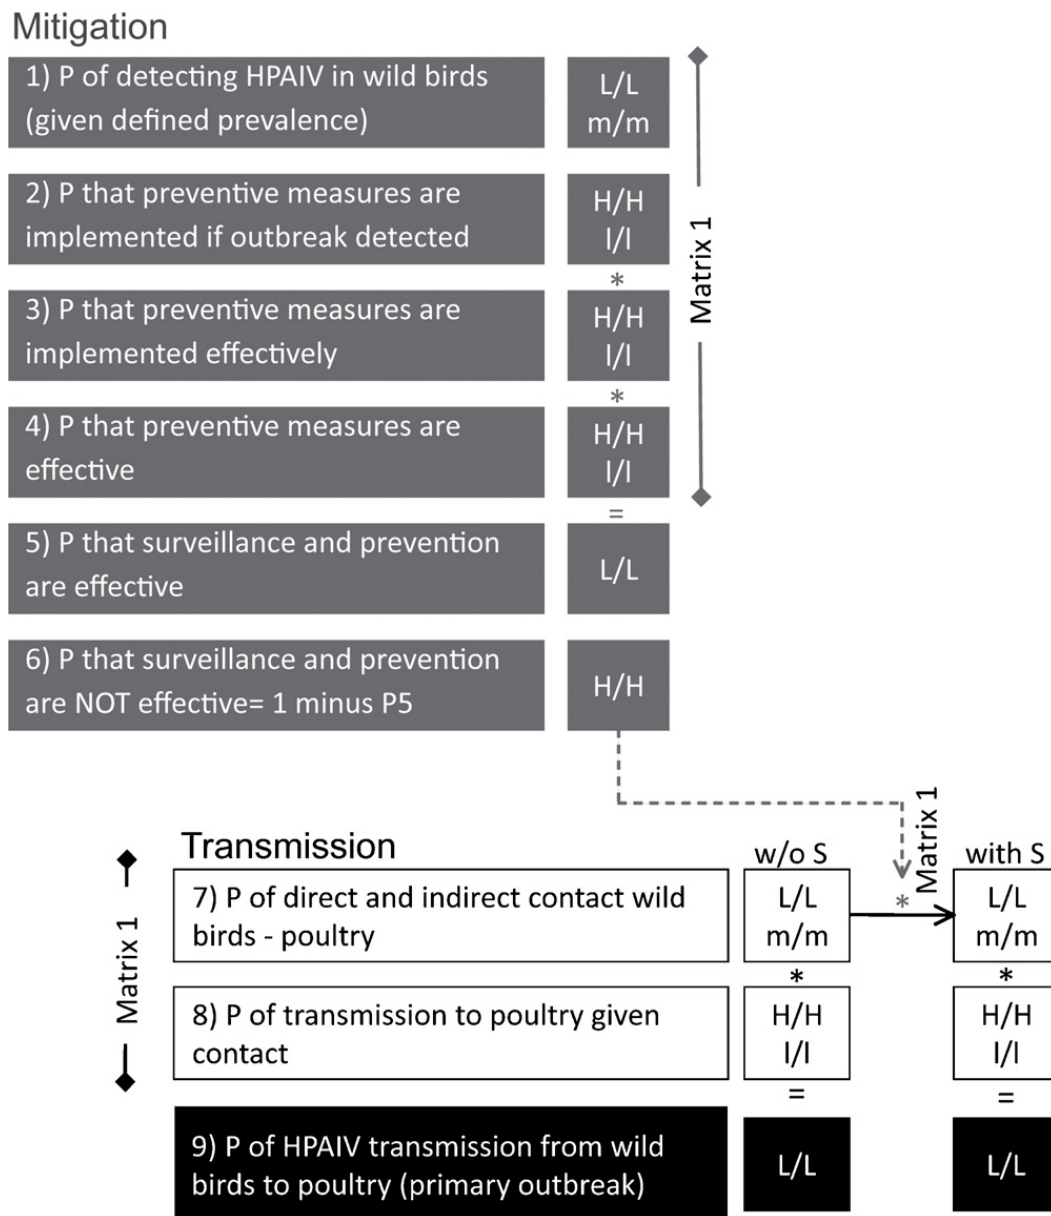 Mitigation
1) P of detecting HPAIV in wild birds
(given defined prevalence)
L/L
m/m
2) P that preventive measures are
implemented if outbreak detected
H/H
l/l
*
3) P that preventive measures are
implemented effectively
H/H
l/l
*
4) P that preventive measures are
effective
H/H
l/l
=
Matrix 1
5) P that surveillance and prevention
are effective
L/L
6) P that surveillance and prevention
are NOT effective= 1 minus P5
H/H
Matrix 1
Transmission
w/o S
with S
Matrix 1
7) P of direct and indirect contact wild
birds - poultry
L/L
m/m
*
L/L
m/m
*
*
8) P of transmission to poultry given
contact
H/H
l/l
H/H
l/l
=
=
9) P of HPAIV transmission from wild
birds to poultry (primary outbreak)
L/L
L/L